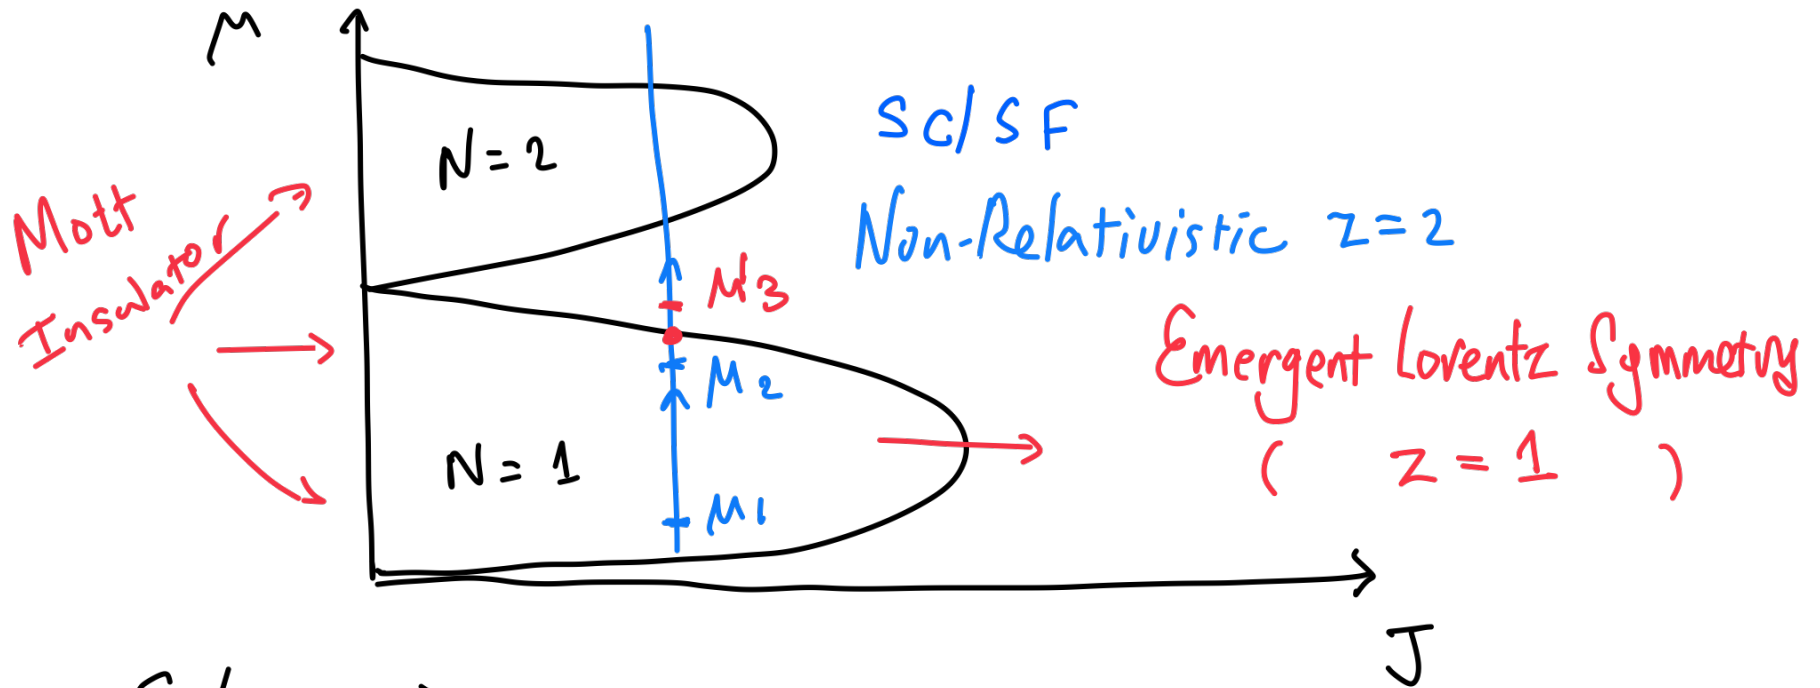 μ
SC/SF
N=2
Mott
Insulator
Non-Relativistic z=2
μ3
Emergent Lorentz Symmetry
μ2
N=1
( z=1 )
μ1
J